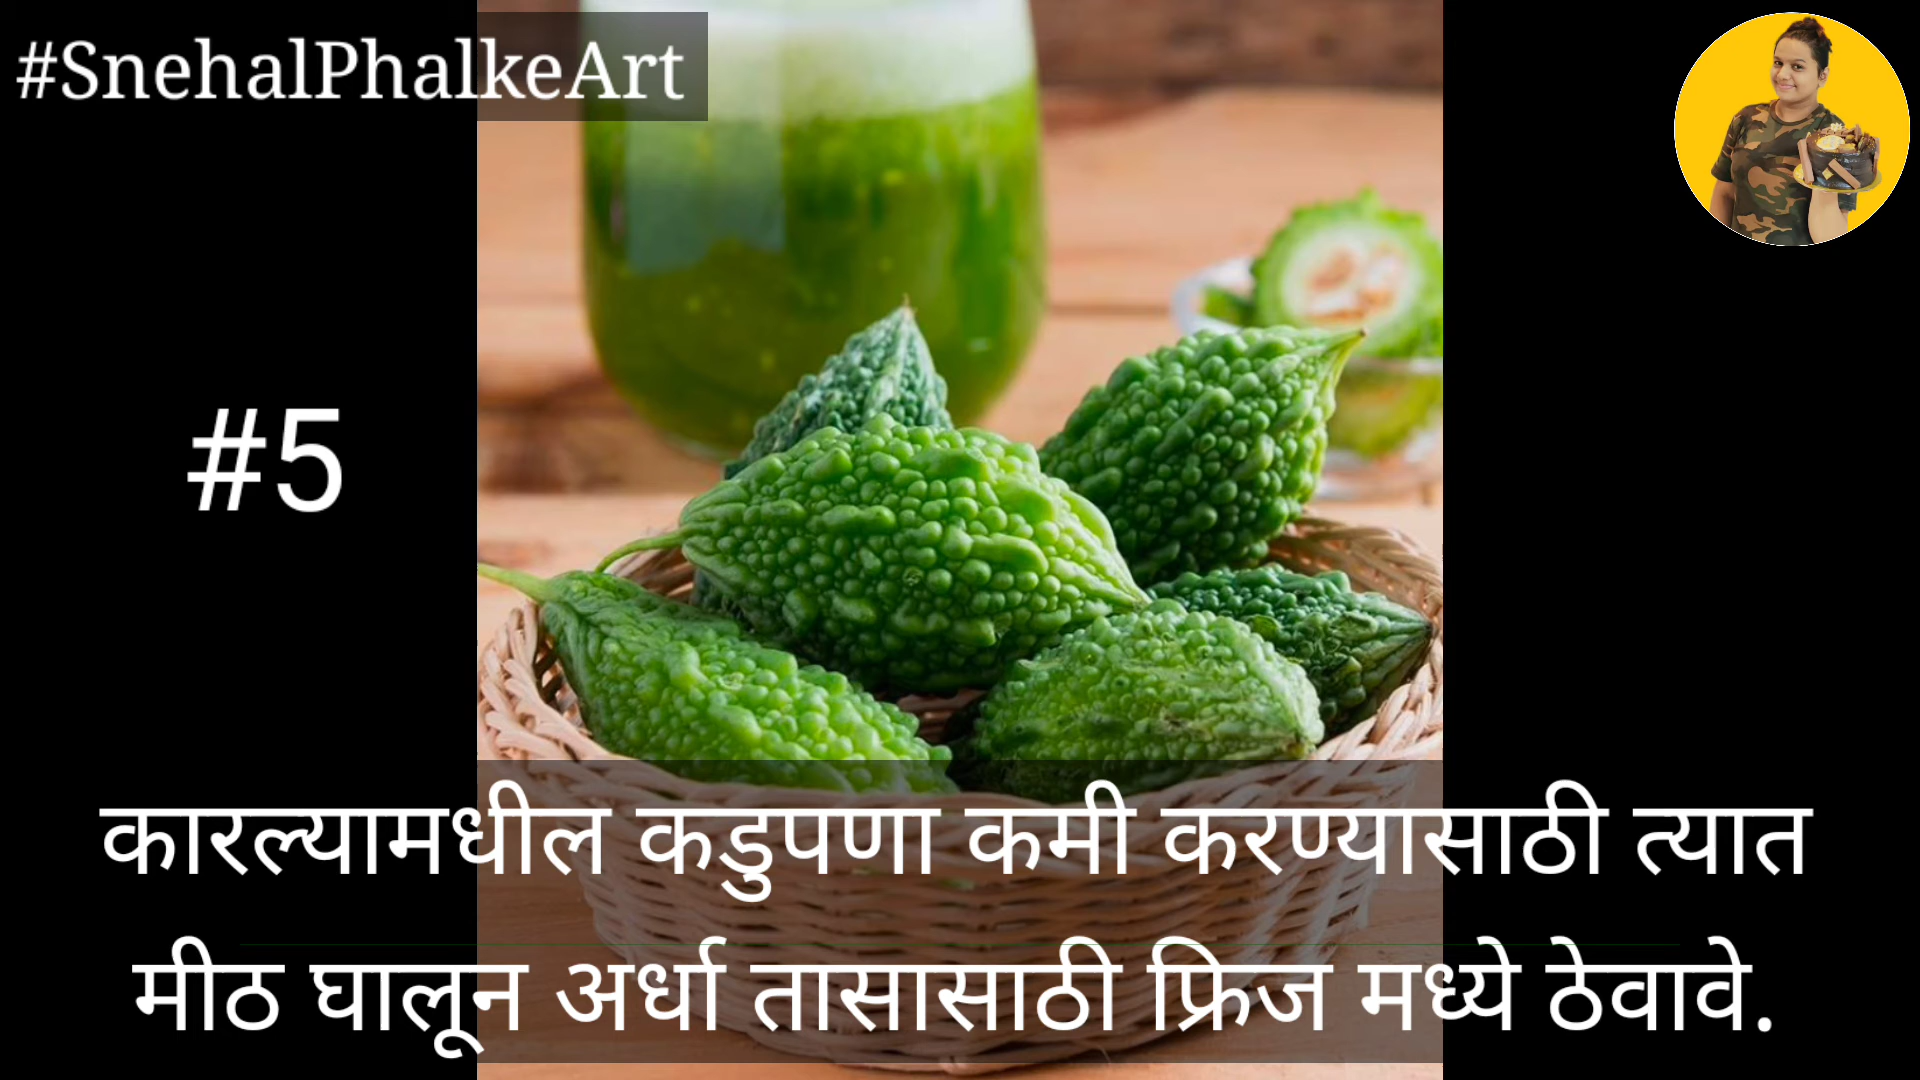 #SnehalPhalkeArt
#5
कारल्यामधील कडुपणा कमी करण्यासाठी त्यात
मीठ घालून अर्धा तासासाठी फ्रिज मध्ये ठेवावे.